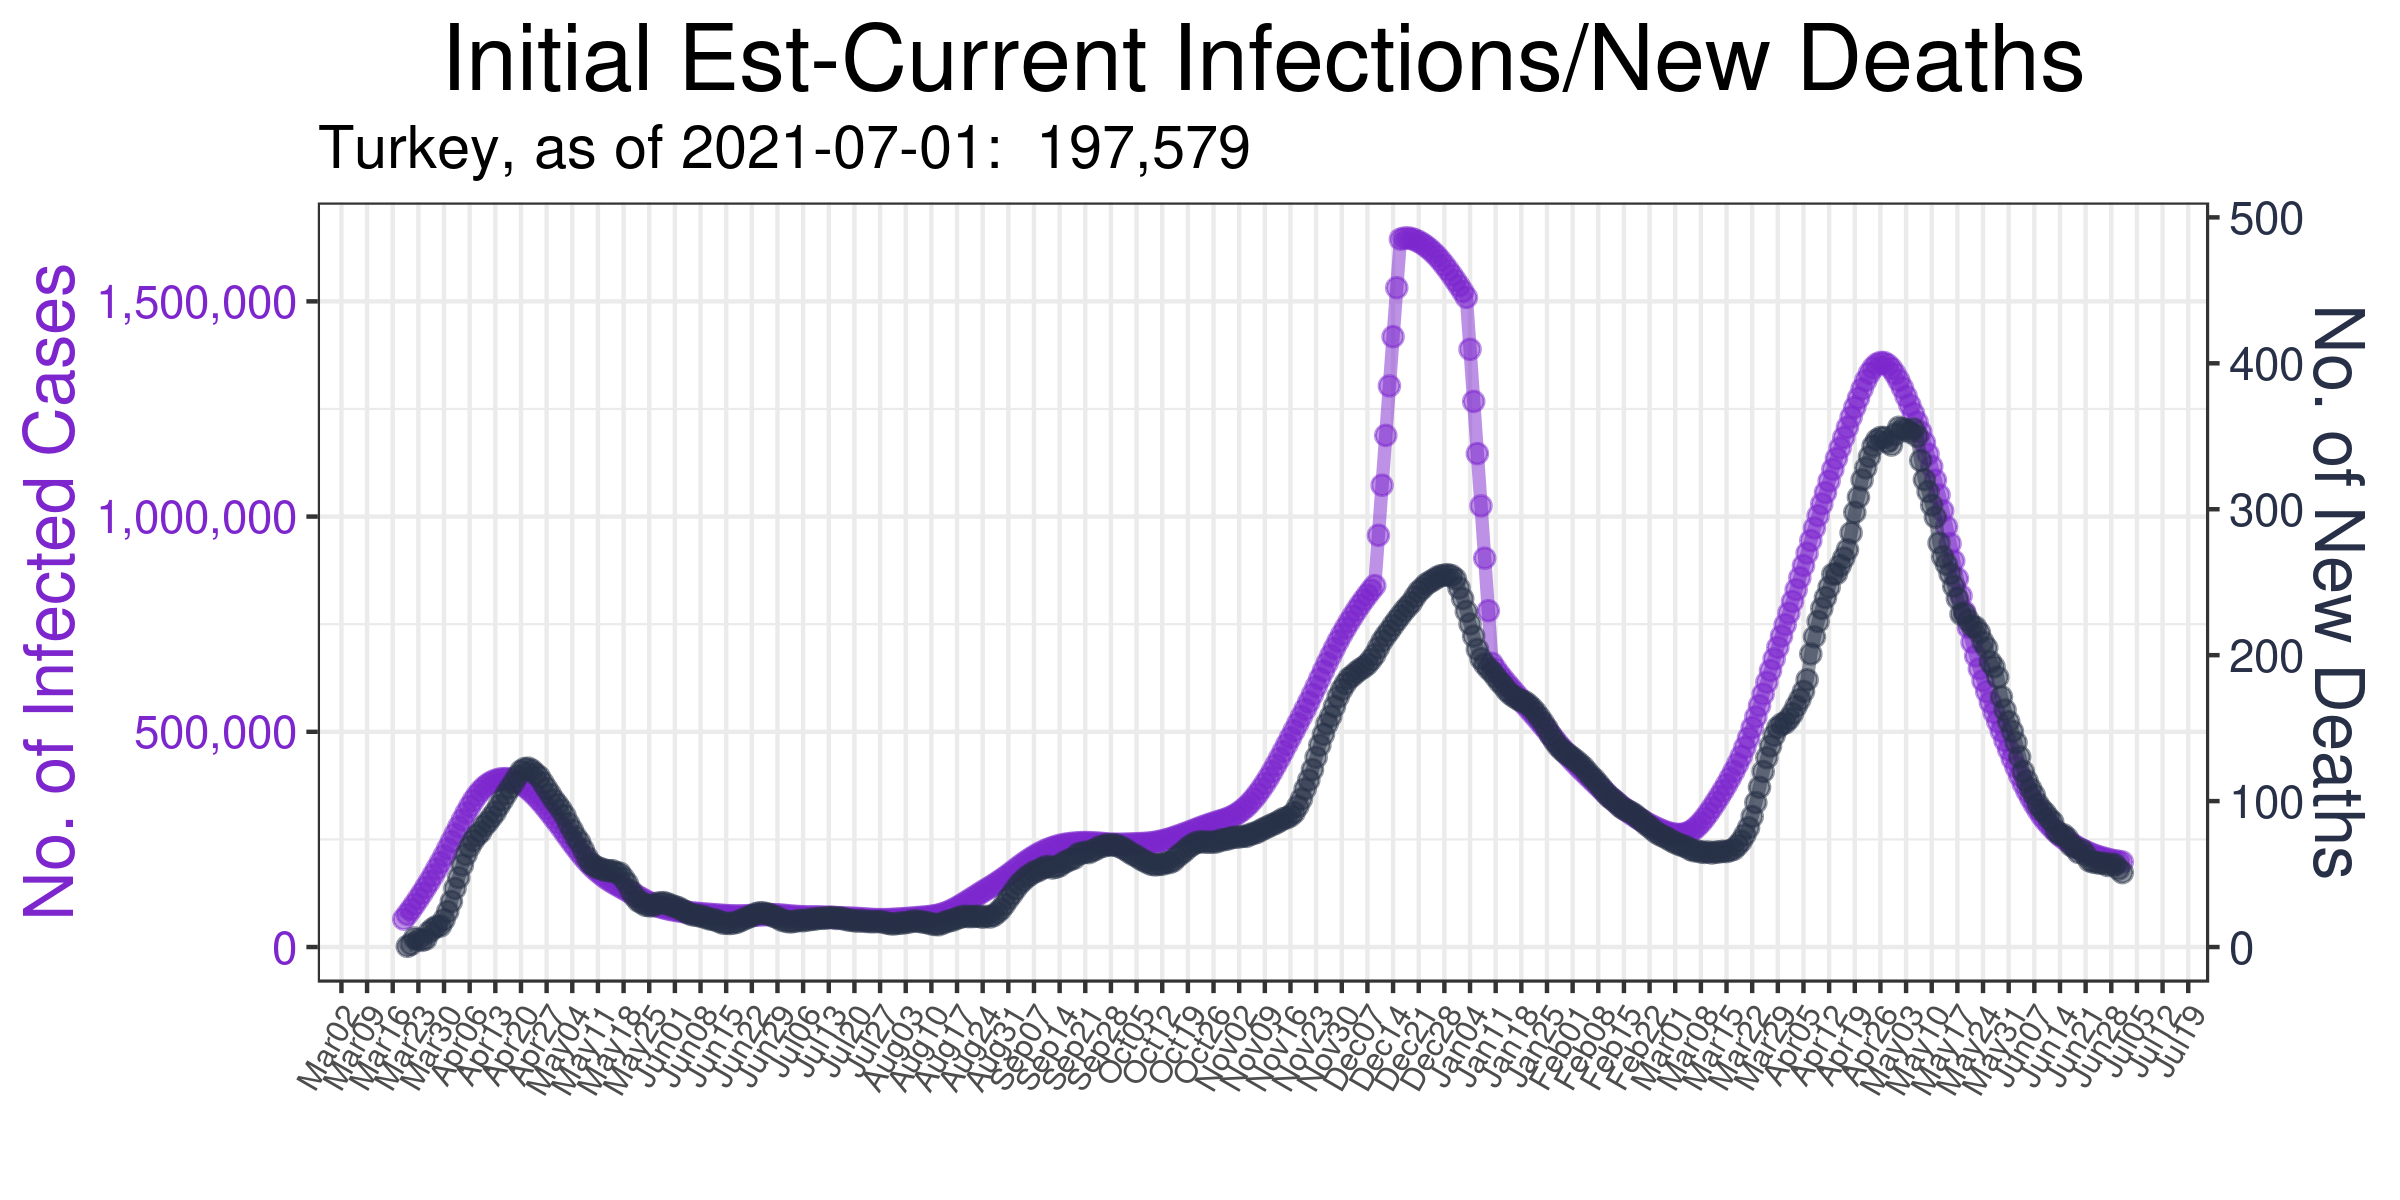 Initial Est-Current Infections/New Deaths
Turkey, as of 2021-07-01:  197,579
No. of Infected Cases
1,500,000
1,000,000
500,000
0
500
400
300
200
100
0
No. of New Deaths
Mar02
Mar09
Mar16
Mar23
Mar30
Apr06
Apr13
Apr20
Apr27
May04
May11
May18
May25
Jun01
Jun08
Jun15
Jun22
Jun29
Jul06
Jul13
Jul20
Jul27
Aug03
Aug10
Aug17
Aug24
Aug31
Sep07
Sep14
Sep21
Sep28
Oct05
Oct12
Oct19
Oct26
Nov02
Nov09
Nov16
Nov23
Nov30
Dec07
Dec14
Dec21
Dec28
Jan04
Jan11
Jan18
Jan25
Feb01
Feb08
Feb15
Feb22
Mar01
Mar08
Mar15
Mar22
Mar29
Apr05
Apr12
Apr19
Apr26
May03
May10
May17
May24
May31
Jun07
Jun14
Jun21
Jun28
Jul05
Jul12
Jul19